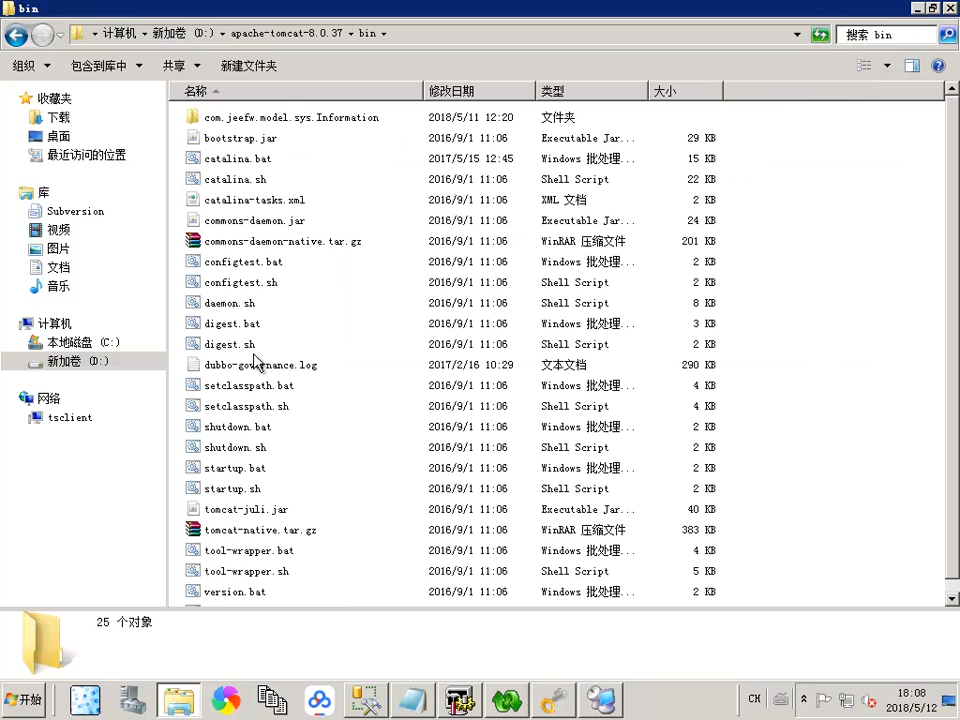 bin
计算机 新加卷 (D:) apache-tomcat-8.0.37 bin 搜索 bin
组织 包含到库中 共享 新建文件夹
收藏夹
下载
桌面
最近访问的位置
库
Subversion
视频
图片
文档
音乐
计算机
本地磁盘 (C:)
新加卷 (D:)
网络
tsclient
名称 修改日期 类型 大小
com.jeefw.model.sys.Information 2018/5/11 12:20 文件夹
bootstrap.jar 2016/9/1 11:06 Executable Jar... 29 KB
catalina.bat 2017/5/15 12:45 Windows 批处理... 15 KB
catalina.sh 2016/9/1 11:06 Shell Script 22 KB
catalina-tasks.xml 2016/9/1 11:06 XML 文档 2 KB
commons-daemon.jar 2016/9/1 11:06 Executable Jar... 24 KB
commons-daemon-native.tar.gz 2016/9/1 11:06 WinRAR 压缩文件 201 KB
configtest.bat 2016/9/1 11:06 Windows 批处理... 2 KB
configtest.sh 2016/9/1 11:06 Shell Script 2 KB
daemon.sh 2016/9/1 11:06 Shell Script 8 KB
digest.bat 2016/9/1 11:06 Windows 批处理... 3 KB
digest.sh 2016/9/1 11:06 Shell Script 2 KB
dubbo-governance.log 2017/2/16 10:29 文本文档 290 KB
setclasspath.bat 2016/9/1 11:06 Windows 批处理... 4 KB
setclasspath.sh 2016/9/1 11:06 Shell Script 4 KB
shutdown.bat 2016/9/1 11:06 Windows 批处理... 2 KB
shutdown.sh 2016/9/1 11:06 Shell Script 2 KB
startup.bat 2016/9/1 11:06 Windows 批处理... 2 KB
startup.sh 2016/9/1 11:06 Shell Script 2 KB
tomcat-juli.jar 2016/9/1 11:06 Executable Jar... 40 KB
tomcat-native.tar.gz 2016/9/1 11:06 WinRAR 压缩文件 383 KB
tool-wrapper.bat 2016/9/1 11:06 Windows 批处理... 4 KB
tool-wrapper.sh 2016/9/1 11:06 Shell Script 5 KB
version.bat 2016/9/1 11:06 Windows 批处理... 2 KB
25 个对象
开始 CH 18:08
2018/5/12